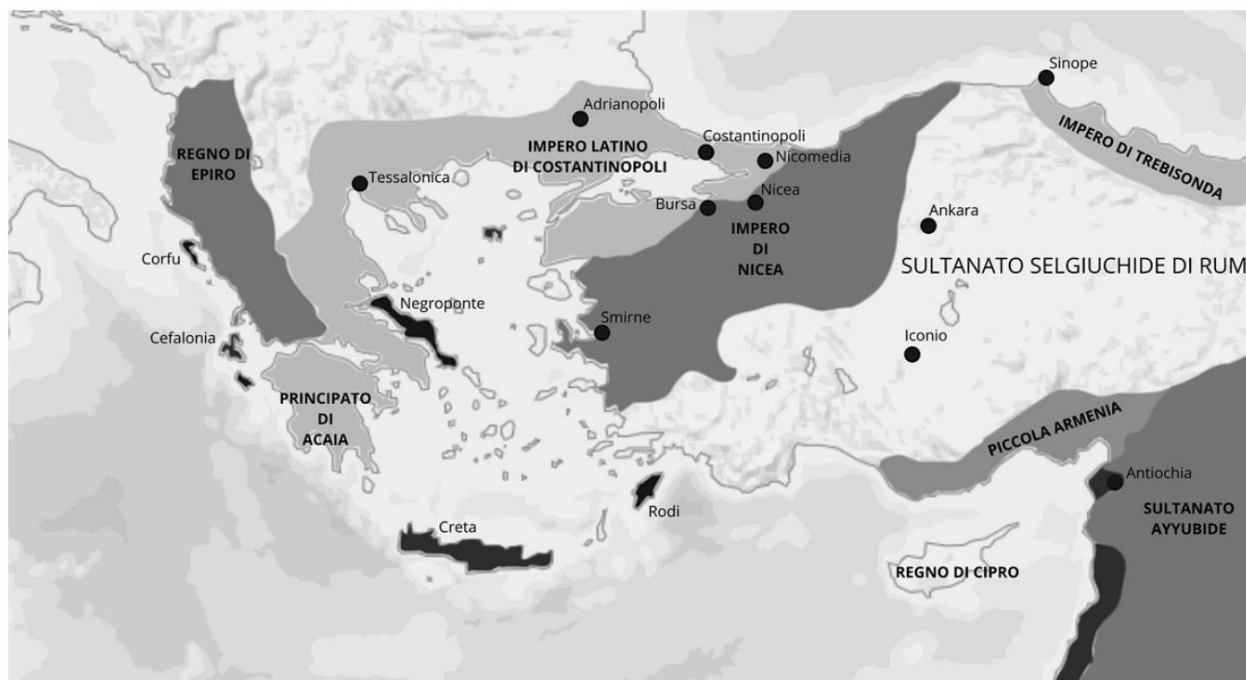 Sinope
Adrianopoli
IMPERO DI TREBISONDA
Costantinopoli
REGNO DI
EPIRO
IMPERO LATINO
DI COSTANTINOPOLI
Nicomedia
Tessalonica
Nicea
Bursa
Ankara
IMPERO
DI
NICEA
Corfu
SULTANATO SELGIUCHIDE DI RUM
Negroponte
Smirne
Cefalonia
Iconio
PRINCIPATO
DI
ACAIA
PICCOLA ARMENIA
Antiochia
Rodi
SULTANATO
AYYUBIDE
Creta
REGNO DI CIPRO